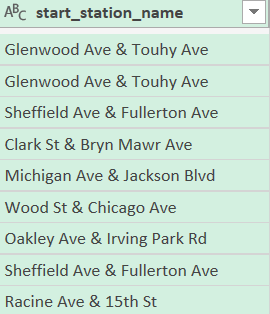 ABC start_station_name
Glenwood Ave & Touhy Ave
Glenwood Ave & Touhy Ave
Sheffield Ave & Fullerton Ave
Clark St & Bryn Mawr Ave
Michigan Ave & Jackson Blvd
Wood St & Chicago Ave
Oakley Ave & Irving Park Rd
Sheffield Ave & Fullerton Ave
Racine Ave & 15th St